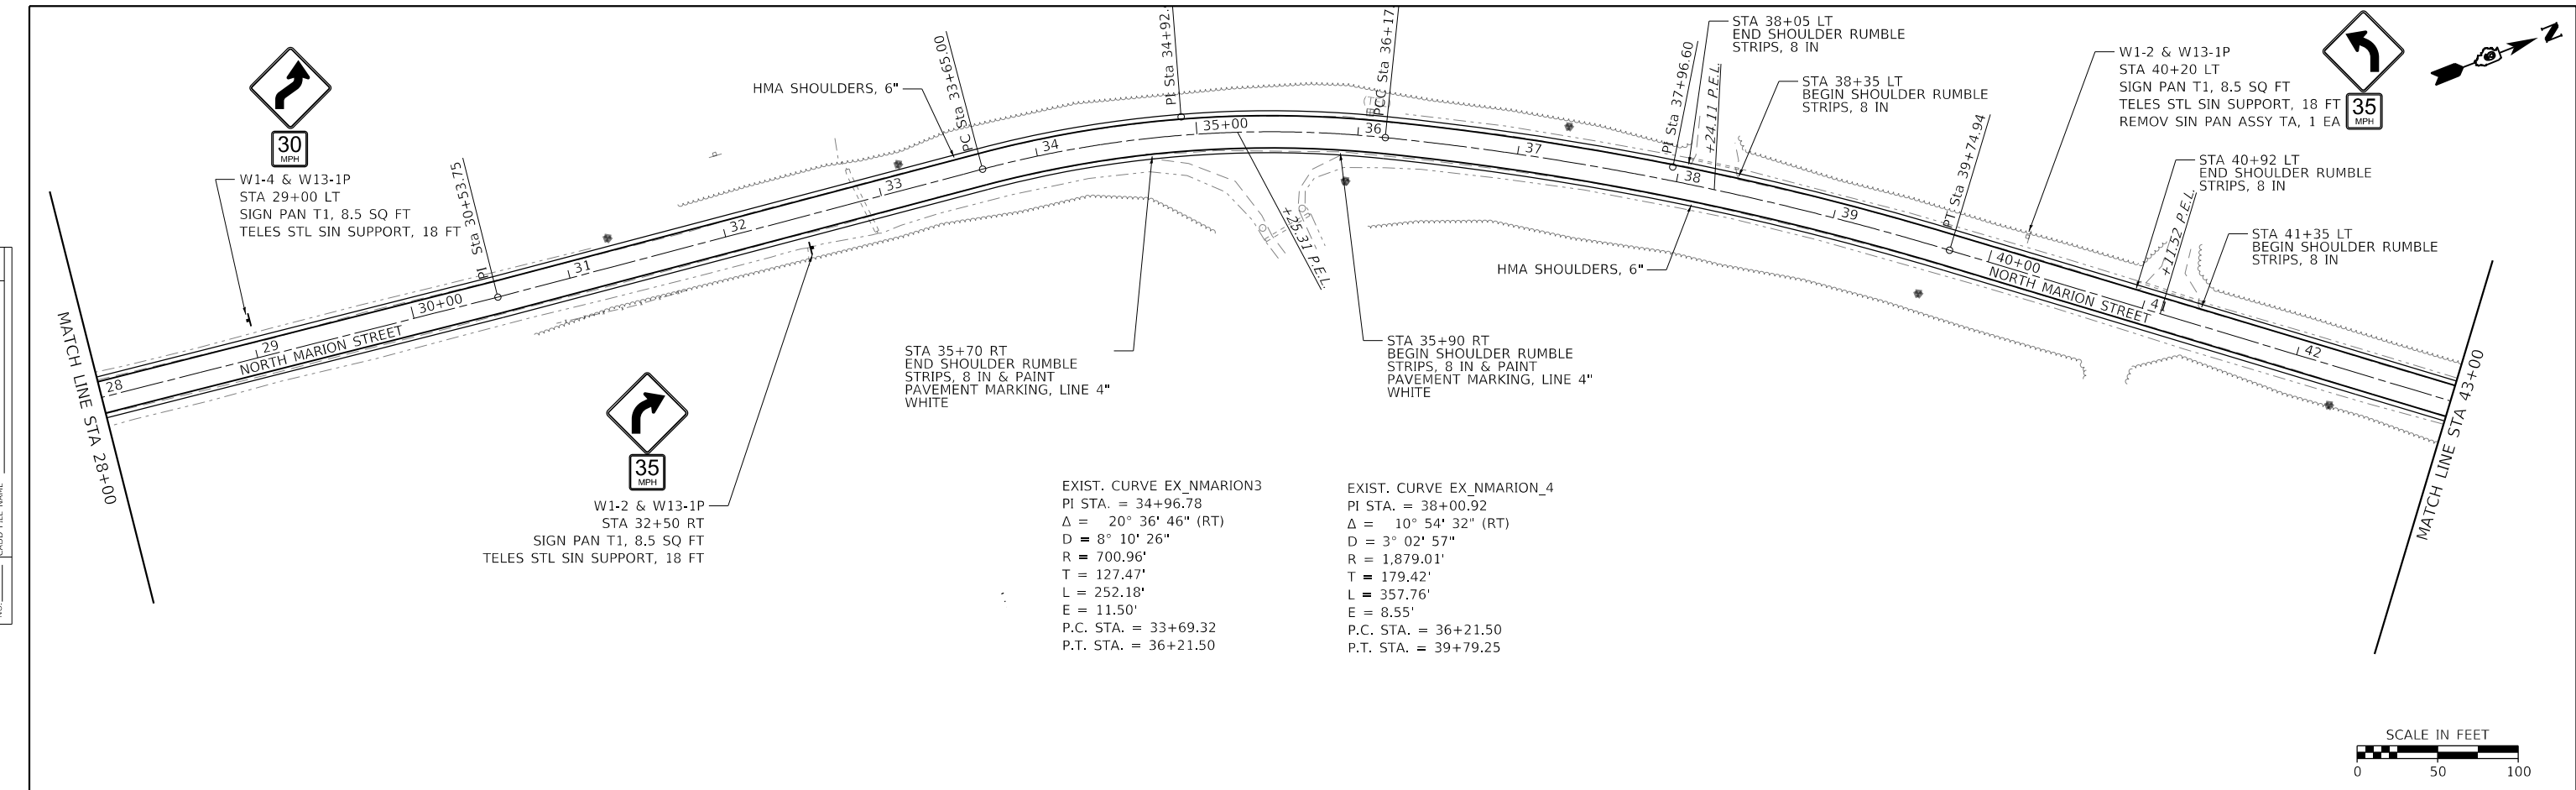 STA 38+05 LT
END SHOULDER RUMBLE
STRIPS, 8 IN
W1-2 & W13-1P
STA 40+20 LT
SIGN PAN T1, 8.5 SQ FT
TELES STL SIN SUPPORT, 18 FT
REMOV SIN PAN ASSY TA, 1 EA
35
MPH
N
HMA SHOULDERS, 6"
STA 38+35 LT
BEGIN SHOULDER RUMBLE
STRIPS, 8 IN
30
MPH
W1-4 & W13-1P
STA 29+00 LT
SIGN PAN T1, 8.5 SQ FT
TELES STL SIN SUPPORT, 18 FT
PI Sta 30+53.75
PC Sta 33+65.00
PI Sta 34+92.
PCC Sta 36+17
PI Sta 37+96.60
+24.11 P.E.L.
PT Sta 39+74.94
STA 40+92 LT
END SHOULDER RUMBLE
STRIPS, 8 IN
+11.52 P.E.L.
STA 41+35 LT
BEGIN SHOULDER RUMBLE
STRIPS, 8 IN
28
29
30+00
31
32
33
34
35+00
36
37
38
39
40+00
41
42
NORTH MARION STREET
NORTH MARION STREET
+25.31 P.E.L.
HMA SHOULDERS, 6"
MATCH LINE STA 28+00
MATCH LINE STA 43+00
STA 35+70 RT
END SHOULDER RUMBLE
STRIPS, 8 IN & PAINT
PAVEMENT MARKING, LINE 4"
WHITE
STA 35+90 RT
BEGIN SHOULDER RUMBLE
STRIPS, 8 IN & PAINT
PAVEMENT MARKING, LINE 4"
WHITE
35
MPH
W1-2 & W13-1P
STA 32+50 RT
SIGN PAN T1, 8.5 SQ FT
TELES STL SIN SUPPORT, 18 FT
EXIST. CURVE EX_NMARION3
PI STA. = 34+96.78
Δ = 20° 36' 46" (RT)
D = 8° 10' 26"
R = 700.96'
T = 127.47'
L = 252.18'
E = 11.50'
P.C. STA. = 33+69.32
P.T. STA. = 36+21.50
EXIST. CURVE EX_NMARION_4
PI STA. = 38+00.92
Δ = 10° 54' 32" (RT)
D = 3° 02' 57"
R = 1,879.01'
T = 179.42'
L = 357.76'
E = 8.55'
P.C. STA. = 36+21.50
P.T. STA. = 39+79.25
SCALE IN FEET
0 50 100